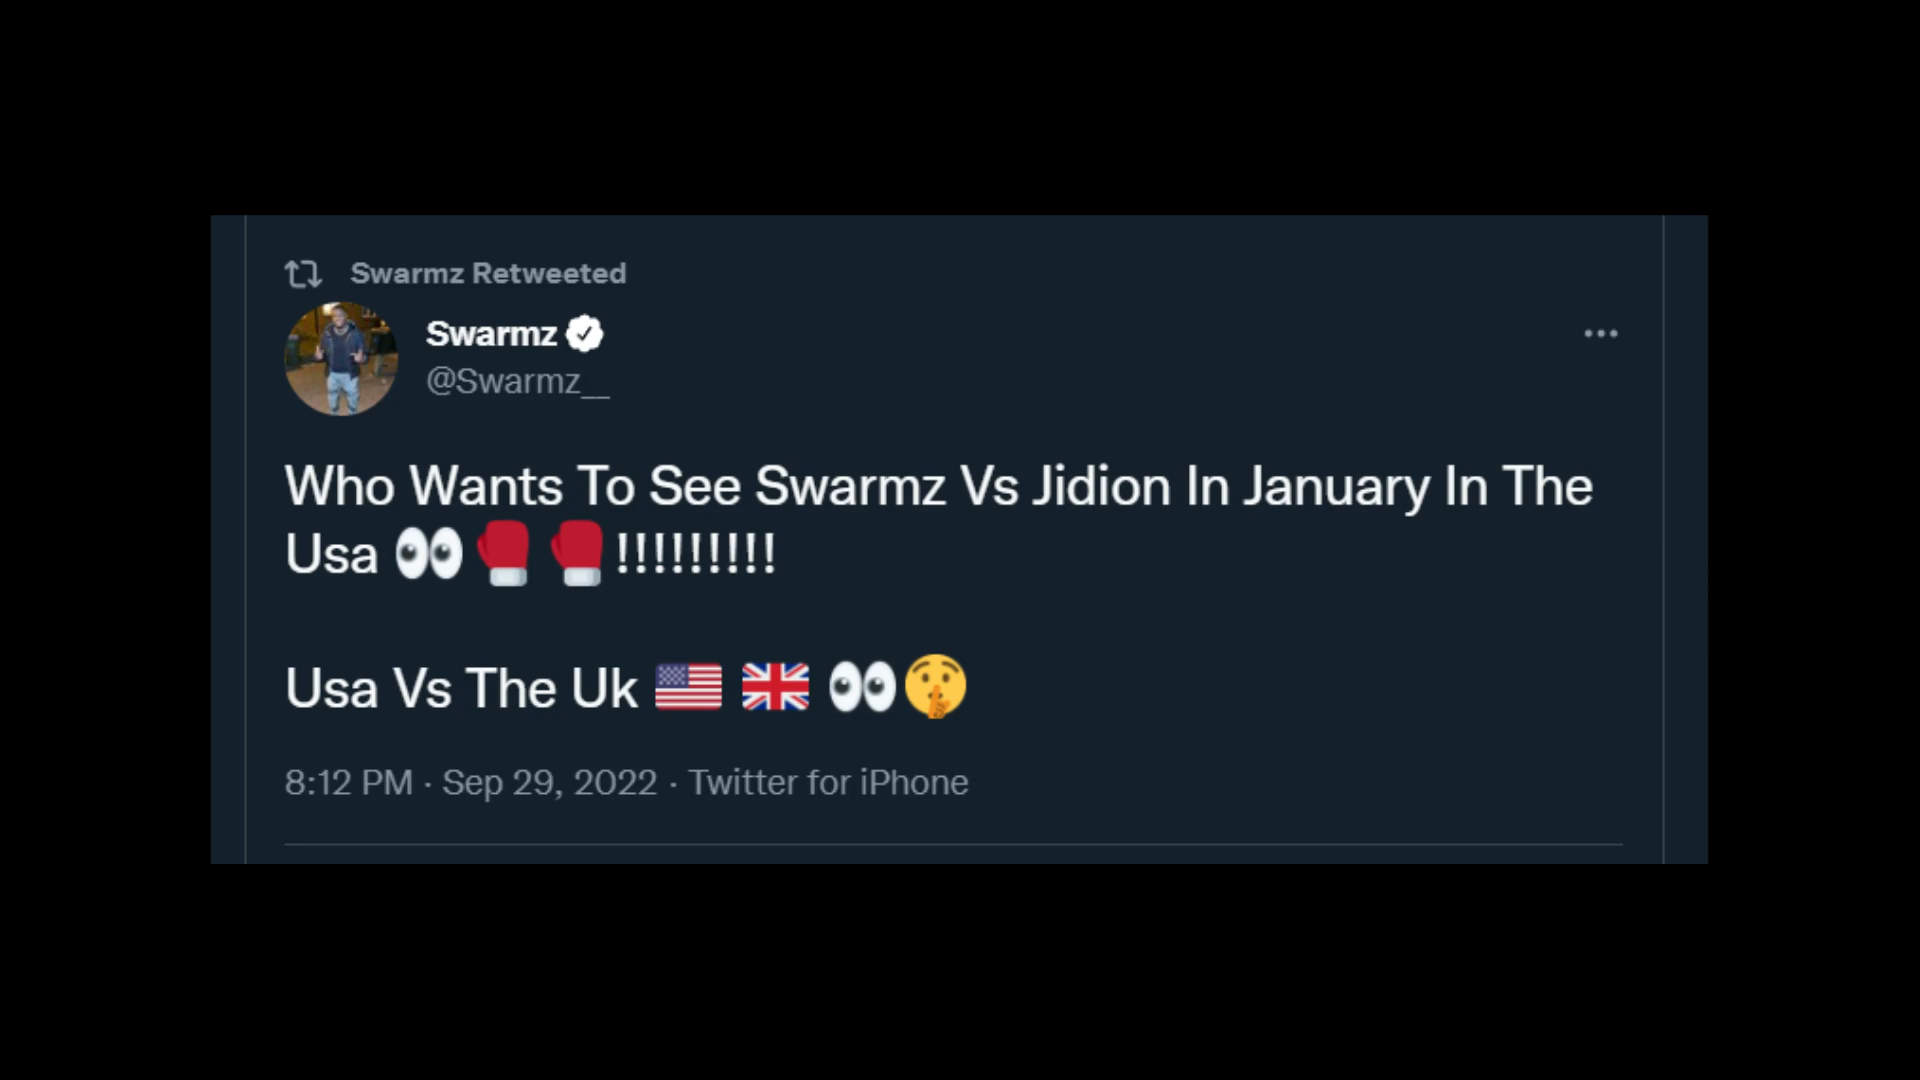 Swarmz Retweeted
Swarmz
@Swarmz__
Who Wants To See Swarmz Vs Jidion In January In The
Usa 👀🥊🥊!!!!!!!!!
Usa Vs The Uk 🇺🇸 🇬🇧 👀🤫
8:12 PM · Sep 29, 2022 · Twitter for iPhone